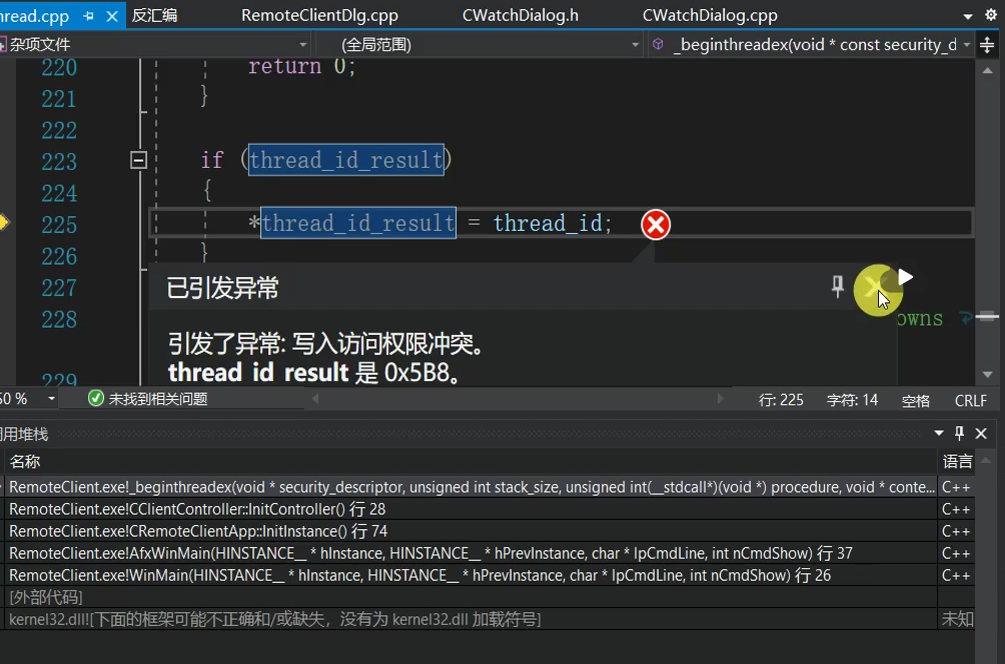 hread.cpp 反汇编 RemoteClientDlg.cpp CWatchDialog.h CWatchDialog.cpp
杂项文件 (全局范围) _beginthreadex(void * const security_d
220 return 0;
221 }
222
223 if (thread_id_result)
224 {
225 *thread_id_result = thread_id;
226 }
227
已引发异常
228 owns
引发了异常: 写入访问权限冲突。
thread_id_result 是 0x5B8。
229
50 % 未找到相关问题 行: 225 字符: 14 空格 CRLF
用堆栈
名称 语言
RemoteClient.exe!_beginthreadex(void * security_descriptor, unsigned int stack_size, unsigned int(__stdcall*)(void *) procedure, void * conte... C++
RemoteClient.exe!CClientController::InitController() 行 28 C++
RemoteClient.exe!CRemoteClientApp::InitInstance() 行 74 C++
RemoteClient.exe!AfxWinMain(HINSTANCE__ * hInstance, HINSTANCE__ * hPrevInstance, char * lpCmdLine, int nCmdShow) 行 37 C++
RemoteClient.exe!WinMain(HINSTANCE__ * hInstance, HINSTANCE__ * hPrevInstance, char * lpCmdLine, int nCmdShow) 行 26 C++
[外部代码]
kernel32.dll![下面的框架可能不正确和/或缺失，没有为 kernel32.dll 加载符号] 未知